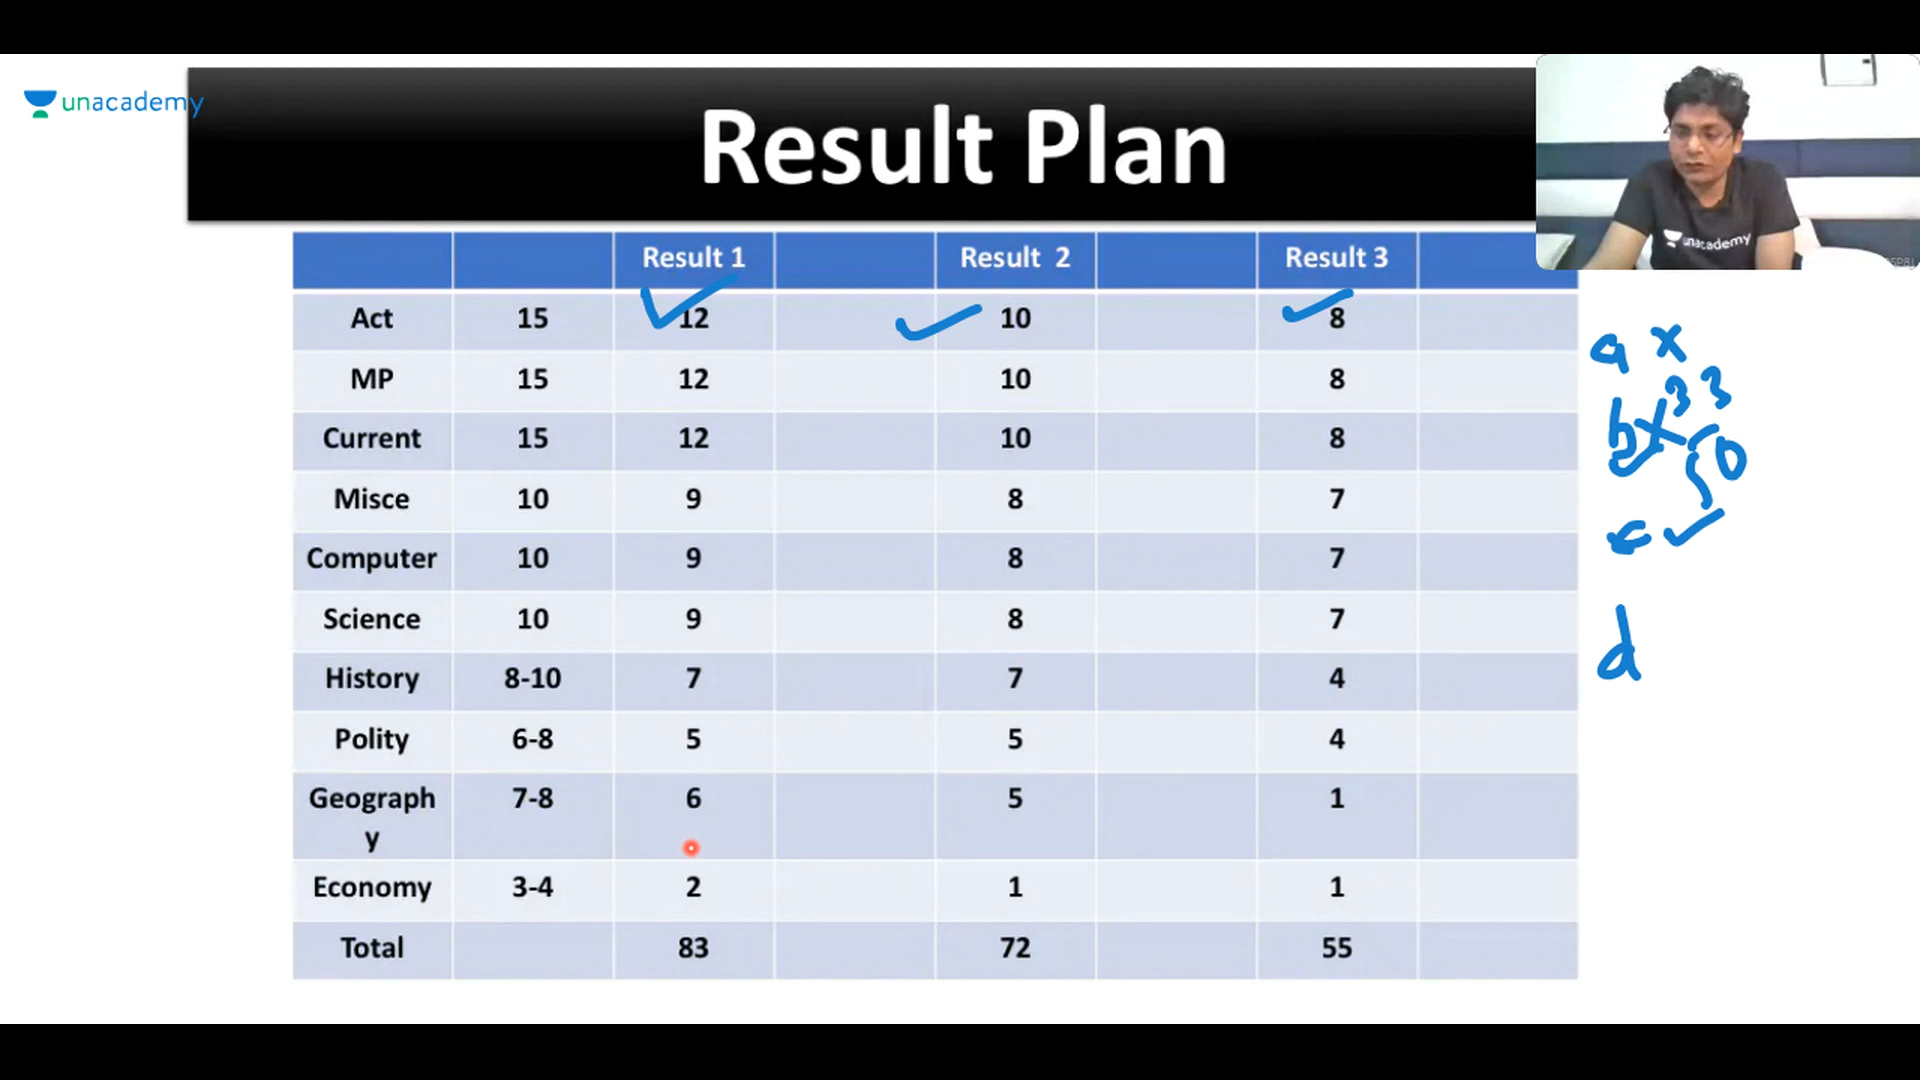 unacademy
Result Plan
unacademy
Result 1 Result 2 Result 3
Act 15 12 10 8
MP 15 12 10 8
Current 15 12 10 8
Misce 10 9 8 7
Computer 10 9 8 7
Science 10 9 8 7
History 8-10 7 7 4
Polity 6-8 5 5 4
Geograph 7-8 6 5 1
y
Economy 3-4 2 1 1
Total 83 72 55
a x
33
b x
50
c
d